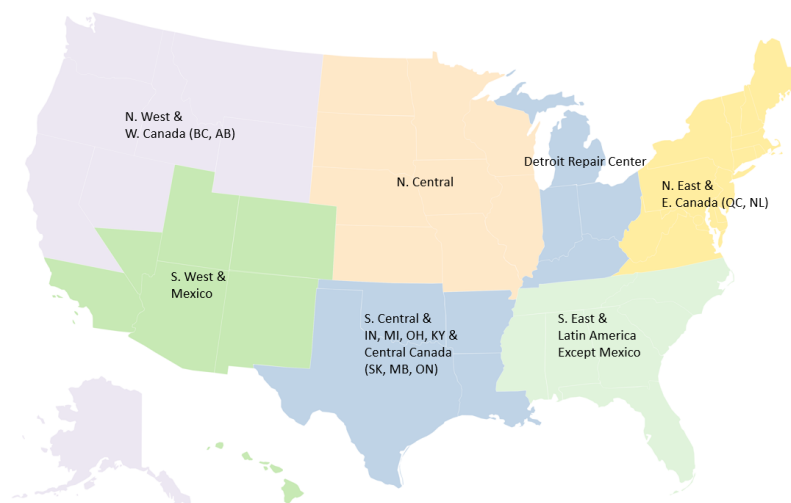 N. West &
W. Canada (BC, AB)
N. Central
Detroit Repair Center
N. East &
E. Canada (QC, NL)
S. West &
Mexico
S. Central &
IN, MI, OH, KY &
Central Canada
(SK, MB, ON)
S. East &
Latin America
Except Mexico